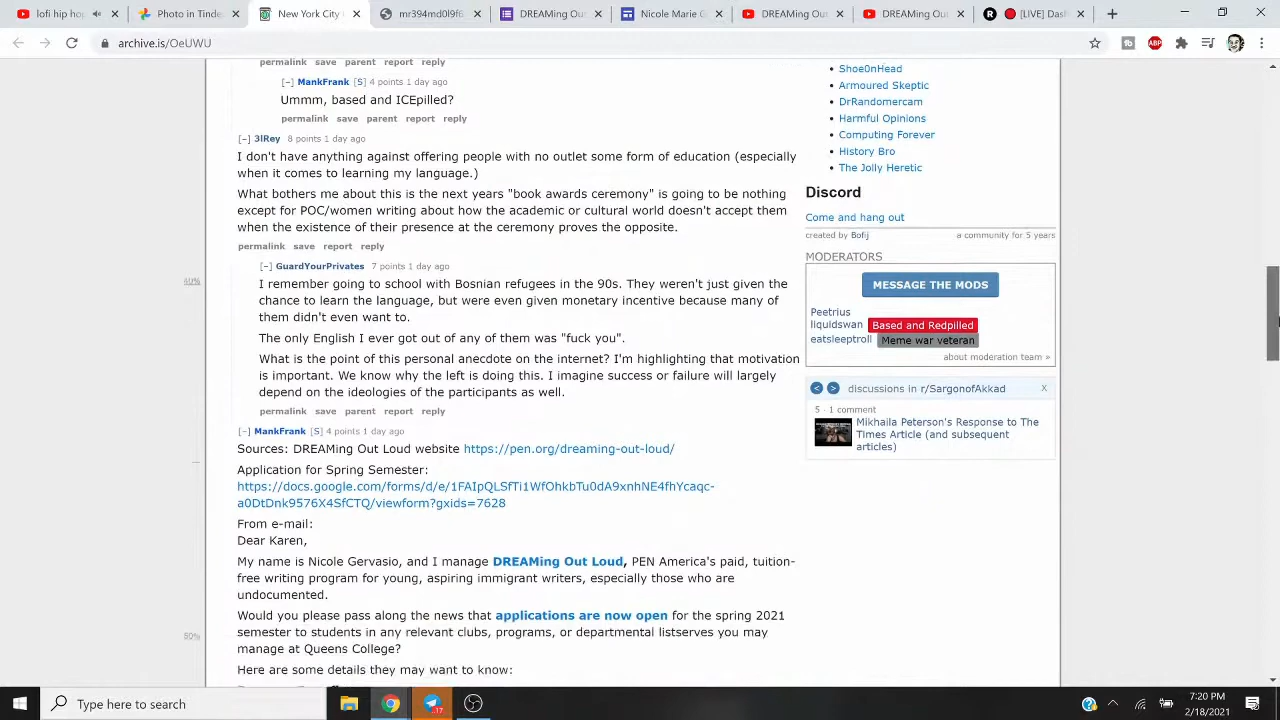 lofi hip hop
Photo in Tinde
New York City
mr394md0l9f6
DREAMing Out
Nicole Marie G
DREAMing Out
DREAMing Out
[LIVE] Dash
archive.is/OeUWU
permalink save parent report reply
[–] MankFrank [S] 4 points 1 day ago
Ummm, based and ICEpilled?
permalink save parent report reply
[–] 3lRey 8 points 1 day ago
I don't have anything against offering people with no outlet some form of education (especially
when it comes to learning my language.)
What bothers me about this is the next years "book awards ceremony" is going to be nothing
except for POC/women writing about how the academic or cultural world doesn't accept them
when the existence of their presence at the ceremony proves the opposite.
permalink save report reply
[–] GuardYourPrivates 7 points 1 day ago
40%
I remember going to school with Bosnian refugees in the 90s. They weren't just given the
chance to learn the language, but were even given monetary incentive because many of
them didn't even want to.
The only English I ever got out of any of them was "fuck you".
What is the point of this personal anecdote on the internet? I'm highlighting that motivation
is important. We know why the left is doing this. I imagine success or failure will largely
depend on the ideologies of the participants as well.
permalink save parent report reply
[–] MankFrank [S] 4 points 1 day ago
Sources: DREAMing Out Loud website https://pen.org/dreaming-out-loud/
Application for Spring Semester:
https://docs.google.com/forms/d/e/1FAIpQLSfTi1WfOhkbTu0dA9xnhNE4fhYcaqc-
a0DtDnk9576X4SfCTQ/viewform?gxids=7628
From e-mail:
Dear Karen,
My name is Nicole Gervasio, and I manage DREAMing Out Loud, PEN America's paid, tuition-
free writing program for young, aspiring immigrant writers, especially those who are
undocumented.
Would you please pass along the news that applications are now open for the spring 2021
50%
semester to students in any relevant clubs, programs, or departmental listserves you may
manage at Queens College?
Here are some details they may want to know:
Shoe0nHead
Armoured Skeptic
DrRandomercam
Harmful Opinions
Computing Forever
History Bro
The Jolly Heretic
Discord
Come and hang out
created by Bofij a community for 5 years
MODERATORS
MESSAGE THE MODS
Peetrius
liquidswan Based and Redpilled
eatsleeptroll Meme war veteran
about moderation team »
< > discussions in r/SargonofAkkad X
5 · 1 comment
Mikhaila Peterson's Response to The
Times Article (and subsequent
articles)
Type here to search
17
7:20 PM
2/18/2021